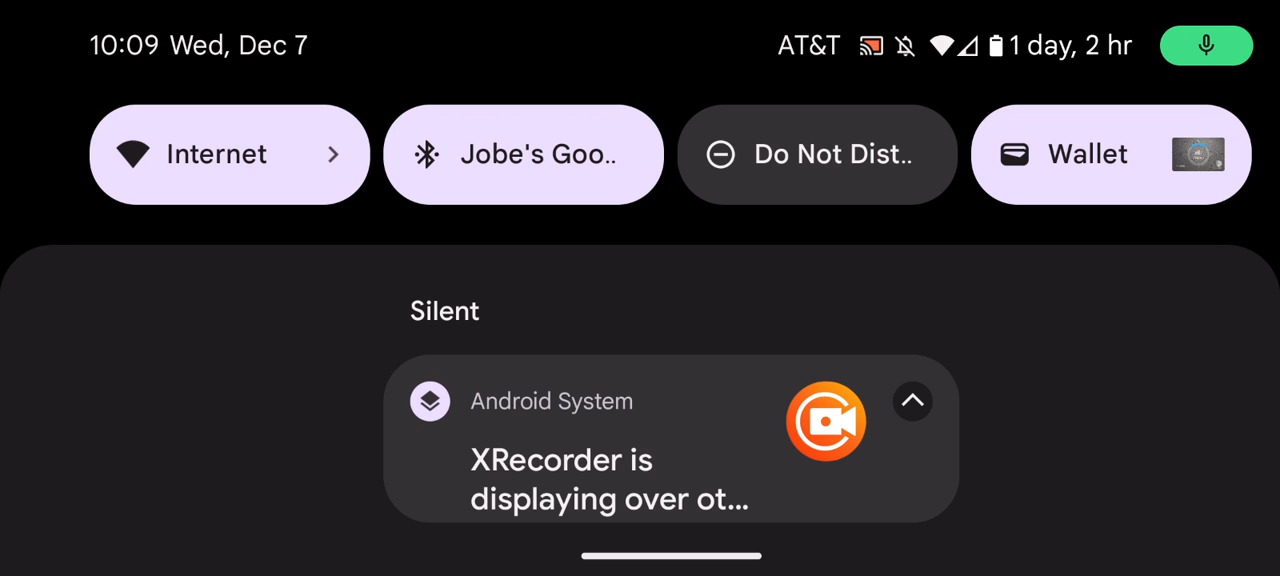 10:09 Wed, Dec 7 AT&T 1 day, 2 hr
Internet Jobe's Goo.. Do Not Dist.. Wallet
Silent
Android System
XRecorder is
displaying over ot...